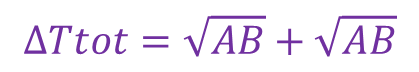 ΔTtot = √AB + √AB